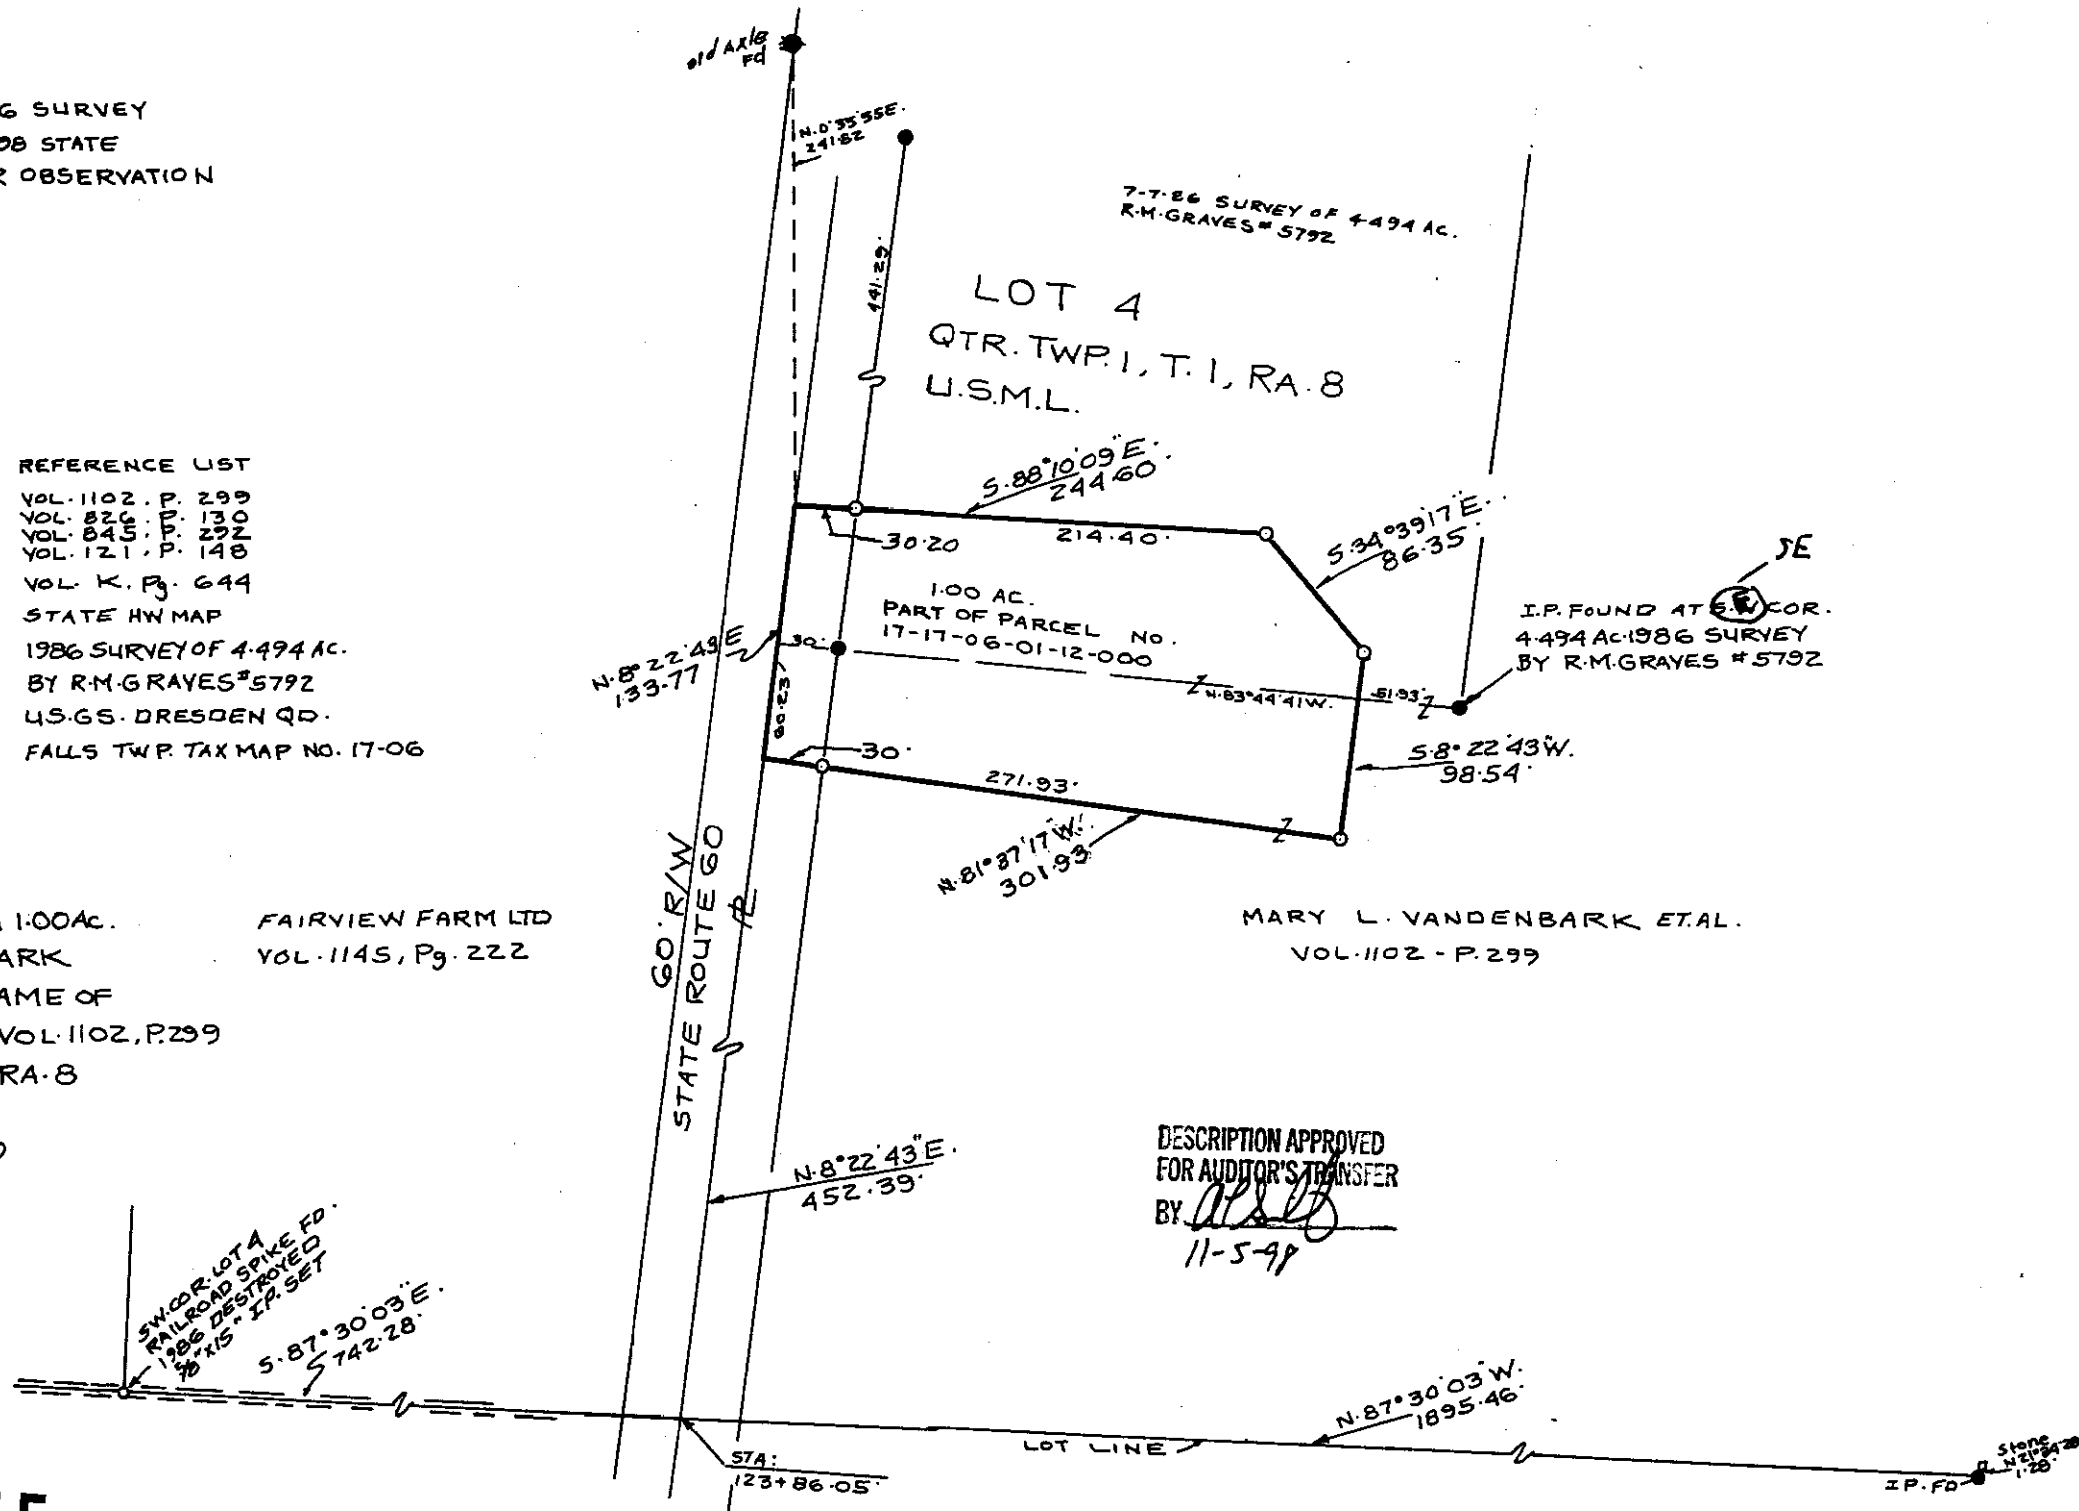 old Axle
Fd
G SURVEY
98 STATE
R OBSERVATION
N.0°35'55E.
241.82
441.29'
7-7-86 SURVEY OF 4.494 AC.
R.M.GRAVES # 5792
LOT 4
QTR. TWP. 1, T. 1, RA. 8
U.S.M.L.
REFERENCE LIST
VOL. 1102. P. 299
VOL. 826. P. 130
VOL. 845. P. 292
VOL. 121. P. 148
VOL. K. Pg. 644
STATE HW MAP
1986 SURVEY OF 4.494 AC.
BY R.M.GRAVES #5792
U.S.G.S. DRESDEN QD.
FALLS TWP. TAX MAP NO. 17-06
S.88°10'09"E.
244.60'
30.20
214.40'
S.34°39'17"E.
86.35'
1.00 AC.
PART OF PARCEL NO.
17-17-06-01-12-000
N.8°22'43E
133.77
30'
60.23'
N.83°44'41W.
51.93'
SE
I.P. FOUND AT S.W COR.
4.494 AC. 1986 SURVEY
BY R.M.GRAVES #5792
30'
271.93'
S.8°22'43"W.
98.54'
N.81°37'17"W.
301.93
60' R/W
STATE ROUTE 60
1.00AC.
ARK
AME OF
VOL.1102, P.299
RA.8
FAIRVIEW FARM LTD
VOL.1145, Pg. 222
MARY L. VANDENBARK ET.AL.
VOL.1102 - P.299
N.8°22'43"E.
452.39'
DESCRIPTION APPROVED
FOR AUDITOR'S TRANSFER
BY
11-5-98
SW.COR. LOT 4
RAILROAD SPIKE FD.
1986 DESTROYED
5/8"X15" I.P. SET
S.87°30'03"E.
742.28'
STA:
123+86.05'
LOT LINE
N.87°30'03"W.
1895.46'
I.P. FD
Stone
1.28'